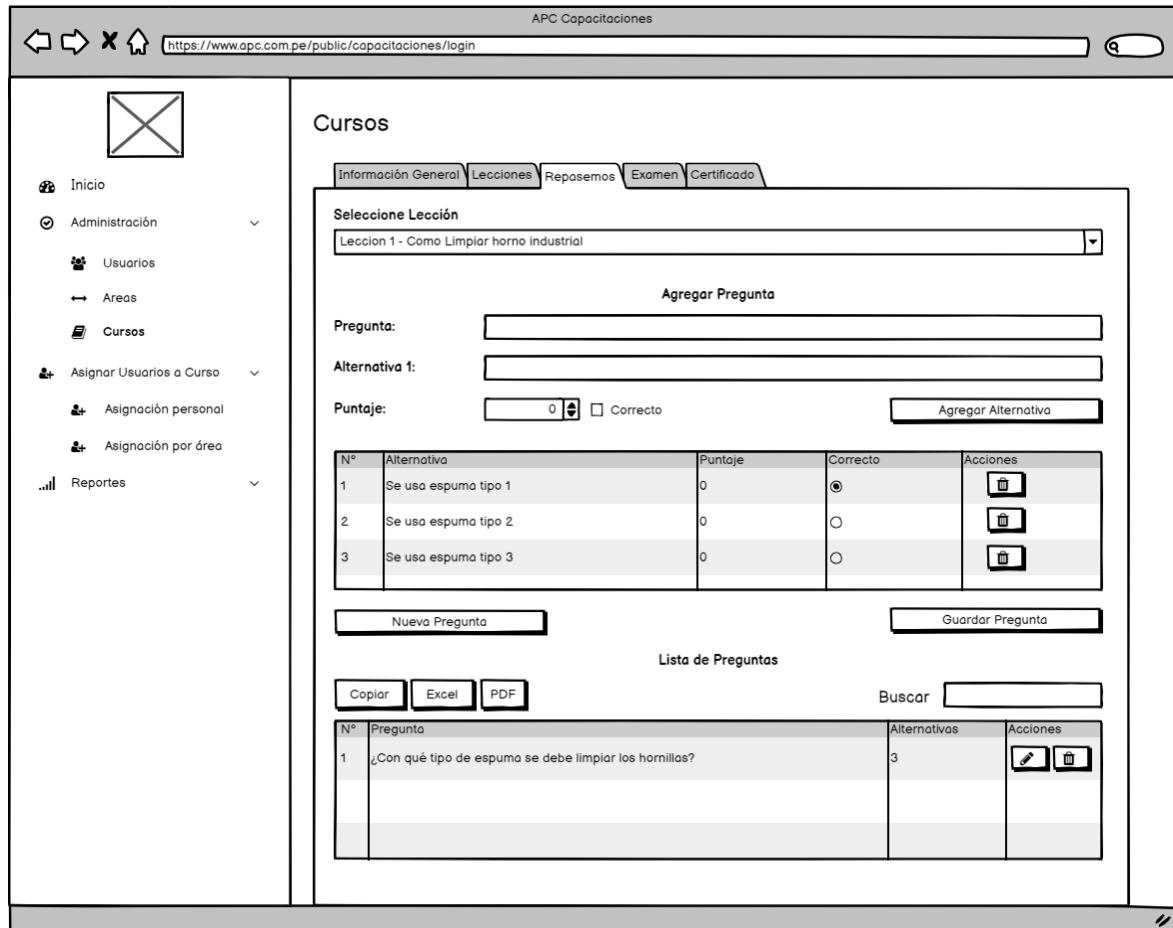 APC Capacitaciones
https://www.apc.com.pe/public/capacitaciones/login
Inicio
Administración
Usuarios
Areas
Cursos
Asignar Usuarios a Curso
Asignación personal
Asignación por área
Reportes
Cursos
Información General Lecciones Repasemos Examen Certificado
Seleccione Lección
Leccion 1 - Como Limpiar horno industrial
Agregar Pregunta
Pregunta:
Alternativa 1:
Puntaje: 0 Correcto Agregar Alternativa
N° Alternativa Puntaje Correcto Acciones
1 Se usa espuma tipo 1 0
2 Se usa espuma tipo 2 0
3 Se usa espuma tipo 3 0
Nueva Pregunta Guardar Pregunta
Lista de Preguntas
Copiar Excel PDF Buscar
N° Pregunta Alternativas Acciones
1 ¿Con qué tipo de espuma se debe limpiar los hornillas? 3